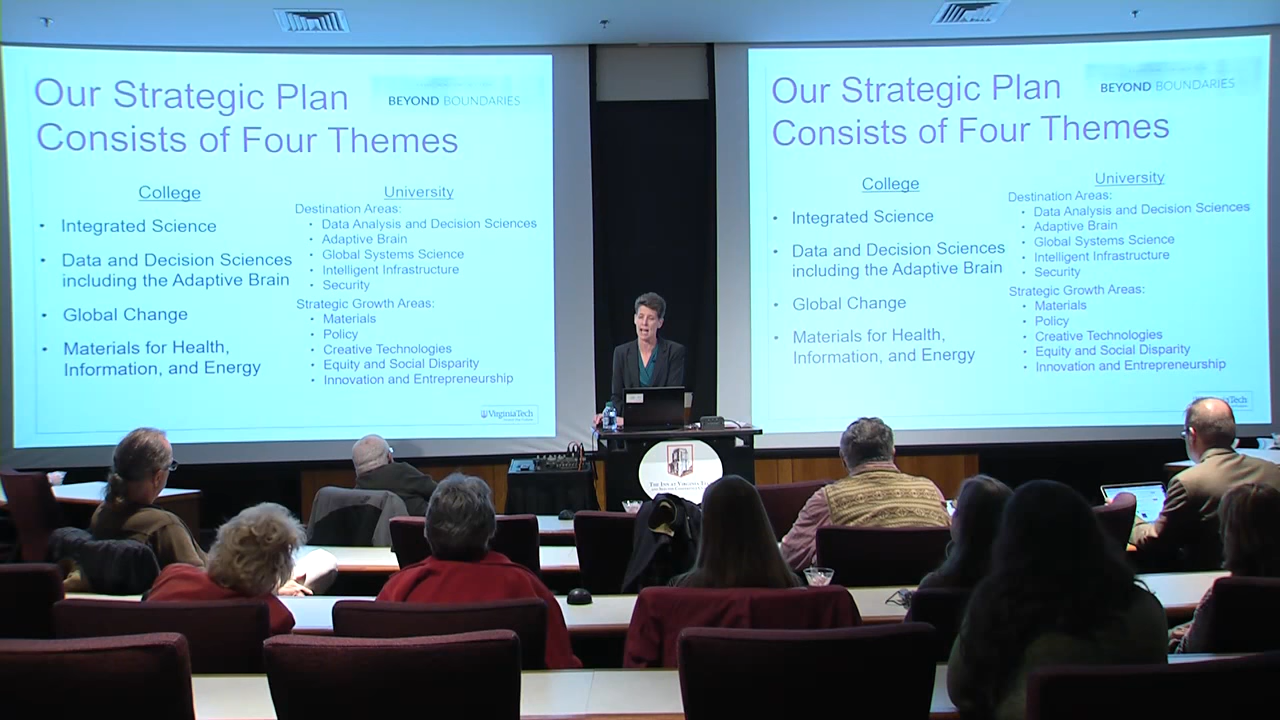 Our Strategic Plan
Consists of Four Themes
BEYOND BOUNDARIES
College
Integrated Science
Data and Decision Sciences
including the Adaptive Brain
Global Change
Materials for Health,
Information, and Energy
University
Destination Areas:
Data Analysis and Decision Sciences
Adaptive Brain
Global Systems Science
Intelligent Infrastructure
Security
Strategic Growth Areas:
Materials
Policy
Creative Technologies
Equity and Social Disparity
Innovation and Entrepreneurship
VirginiaTech
Our Strategic Plan
Consists of Four Themes
BEYOND BOUNDARIES
College
Integrated Science
Data and Decision Sciences
including the Adaptive Brain
Global Change
Materials for Health,
Information, and Energy
University
Destination Areas:
Data Analysis and Decision Sciences
Adaptive Brain
Global Systems Science
Intelligent Infrastructure
Security
Strategic Growth Areas:
Materials
Policy
Creative Technologies
Equity and Social Disparity
Innovation and Entrepreneurship
The Inn at Virginia